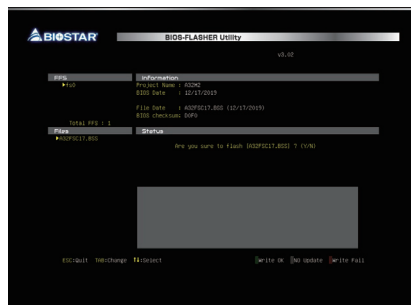 BIOSTAR
BIOS-FLASHER Utility
v3.02
FFS
▶fs0
Total FFS : 1
Files
▶A32FSC17.BSS
Information
Project Name : A32M2
BIOS Date : 12/17/2019
File Date : A32FSC17.BSS (12/17/2019)
BIOS checksum: D0F0
Status
Are you sure to flash [A32FSC17.BSS] ? (Y/N)
ESC:Quit TAB:Change ↑↓:Select
Write OK NO Update Write Fail